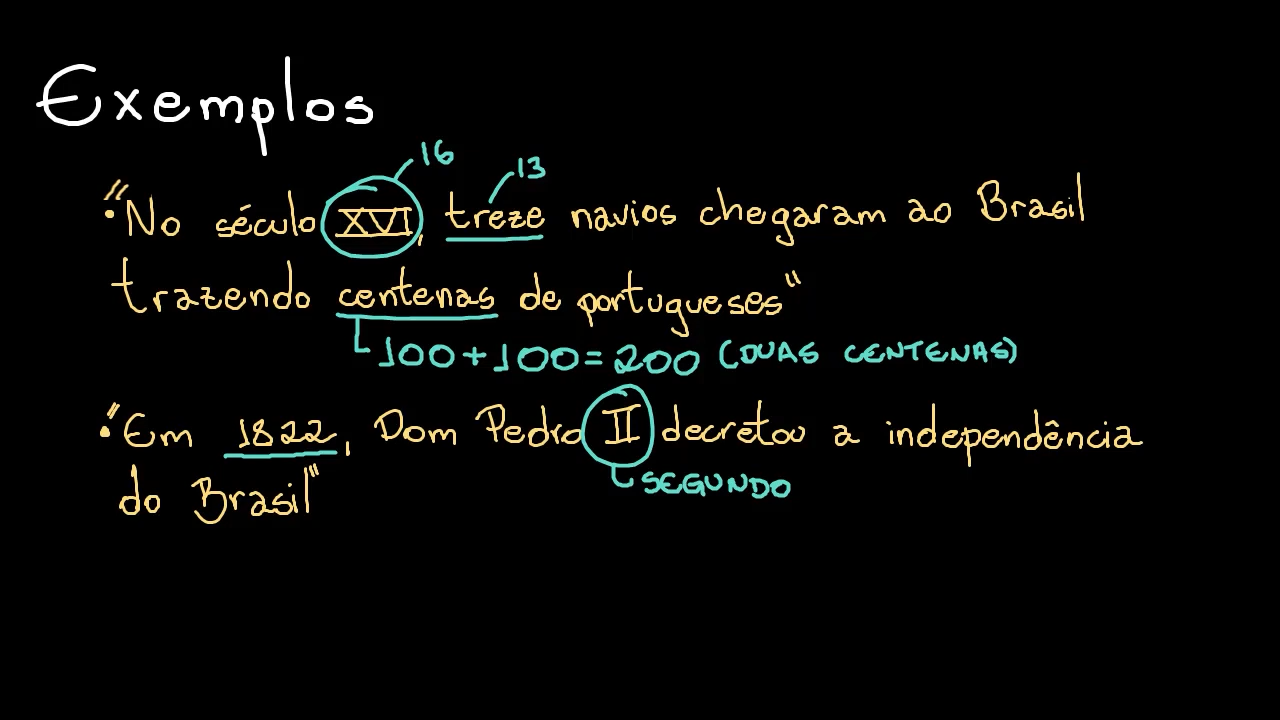 Exemplos
16
13
"No século XVI, treze navios chegaram ao Brasil
trazendo centenas de portugueses"
100+100=200 (DUAS CENTENAS)
"Em 1822, Dom Pedro II decretou a independência
SEGUNDO
do Brasil"